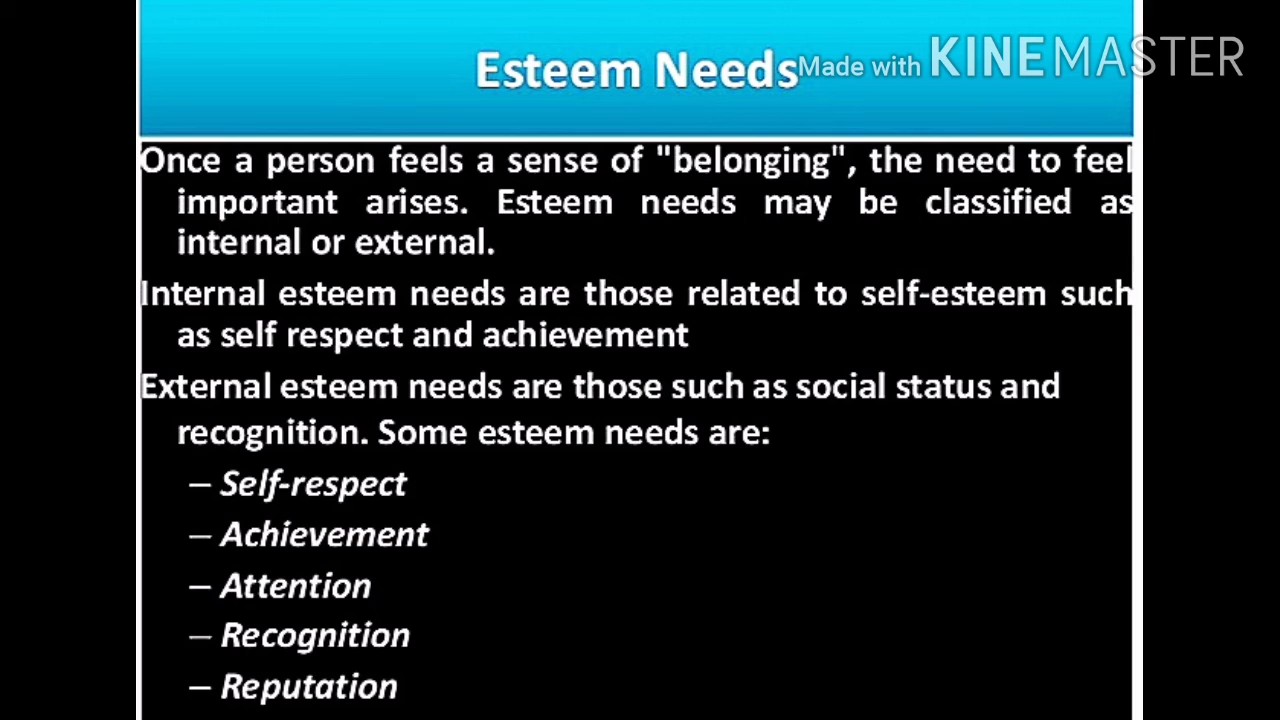 Esteem Needs
Made with KINEMASTER
Once a person feels a sense of "belonging", the need to feel
important arises. Esteem needs may be classified as
internal or external.
Internal esteem needs are those related to self-esteem such
as self respect and achievement
External esteem needs are those such as social status and
recognition. Some esteem needs are:
– Self-respect
– Achievement
– Attention
– Recognition
– Reputation